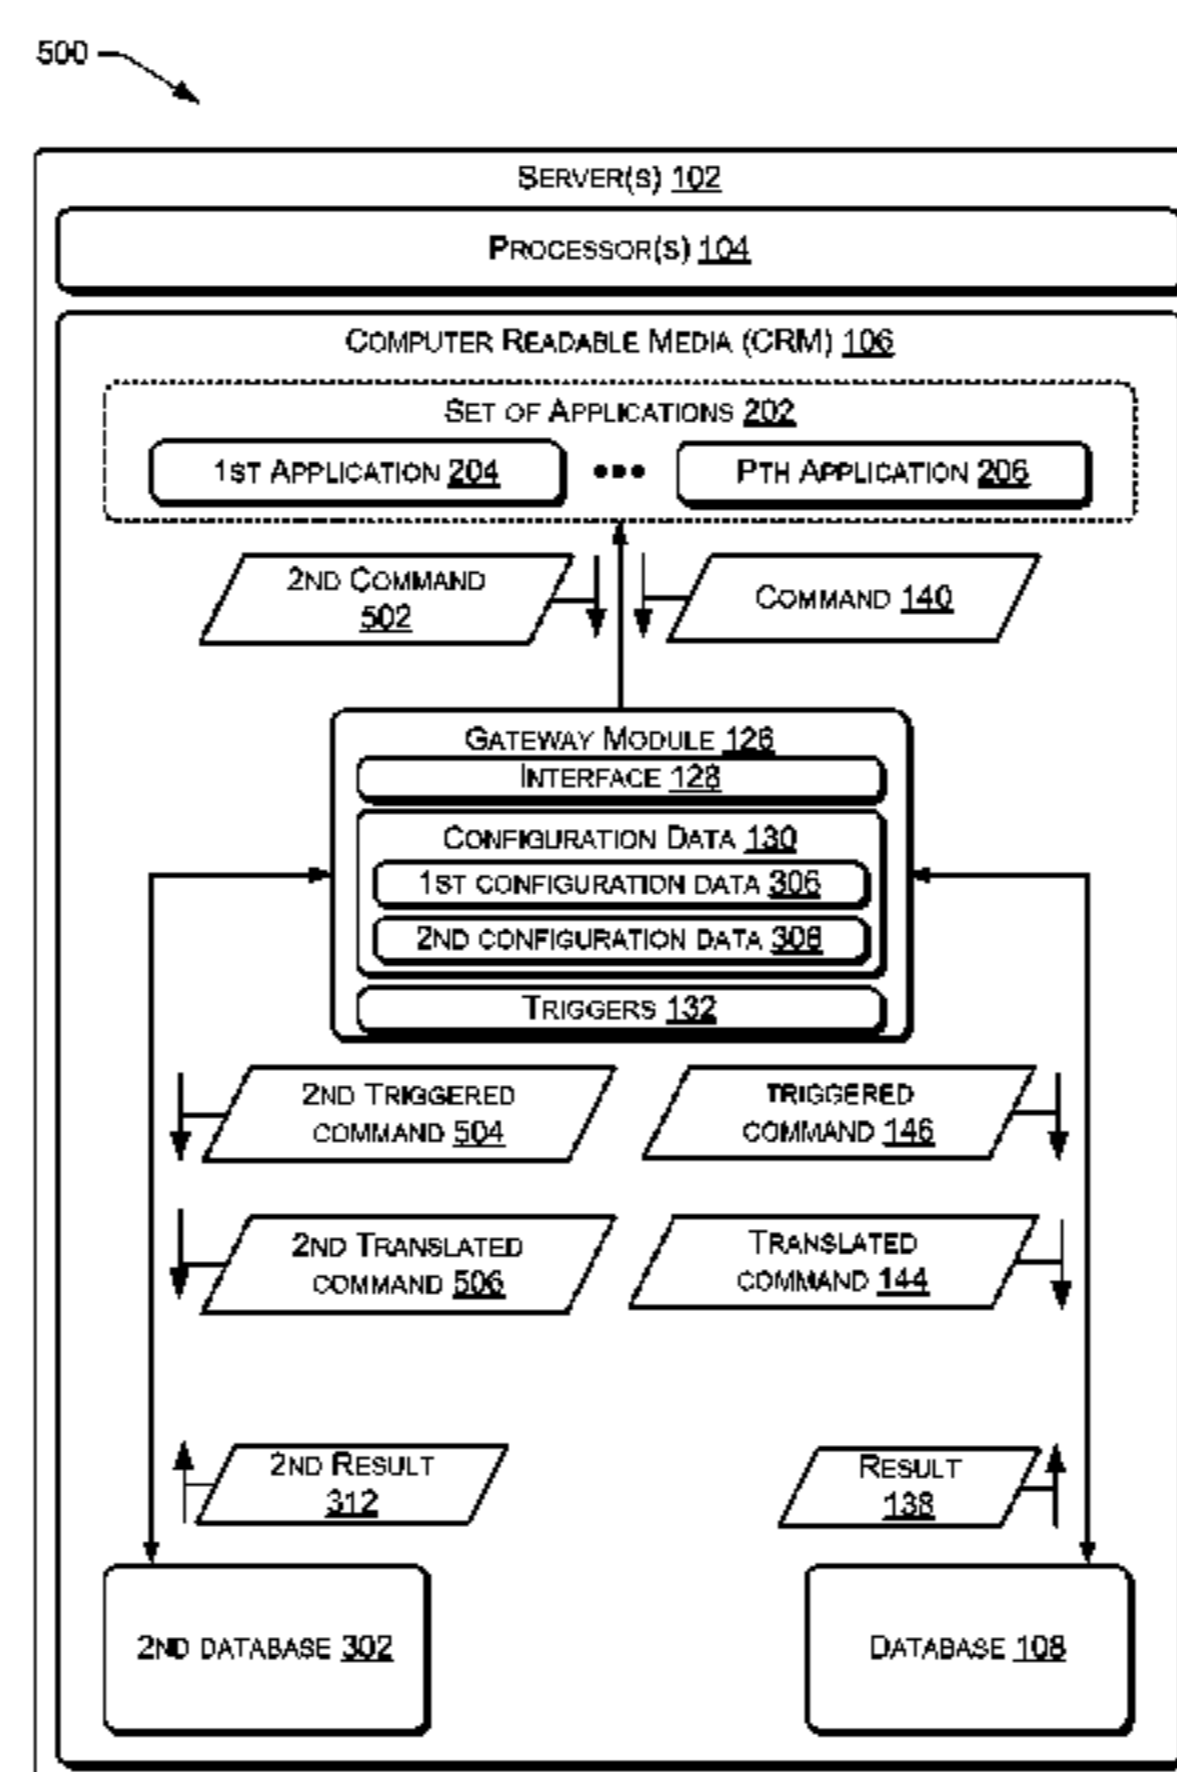 500
SERVER(S) 102
PROCESSOR(S) 104
COMPUTER READABLE MEDIA (CRM) 106
SET OF APPLICATIONS 202
1ST APPLICATION 204
PTH APPLICATION 206
2ND COMMAND
502
COMMAND 140
GATEWAY MODULE 126
INTERFACE 128
CONFIGURATION DATA 130
1ST CONFIGURATION DATA 306
2ND CONFIGURATION DATA 308
TRIGGERS 132
2ND TRIGGERED
COMMAND 504
TRIGGERED
COMMAND 146
2ND TRANSLATED
COMMAND 506
TRANSLATED
COMMAND 144
2ND RESULT
312
RESULT
138
2ND DATABASE 302
DATABASE 108